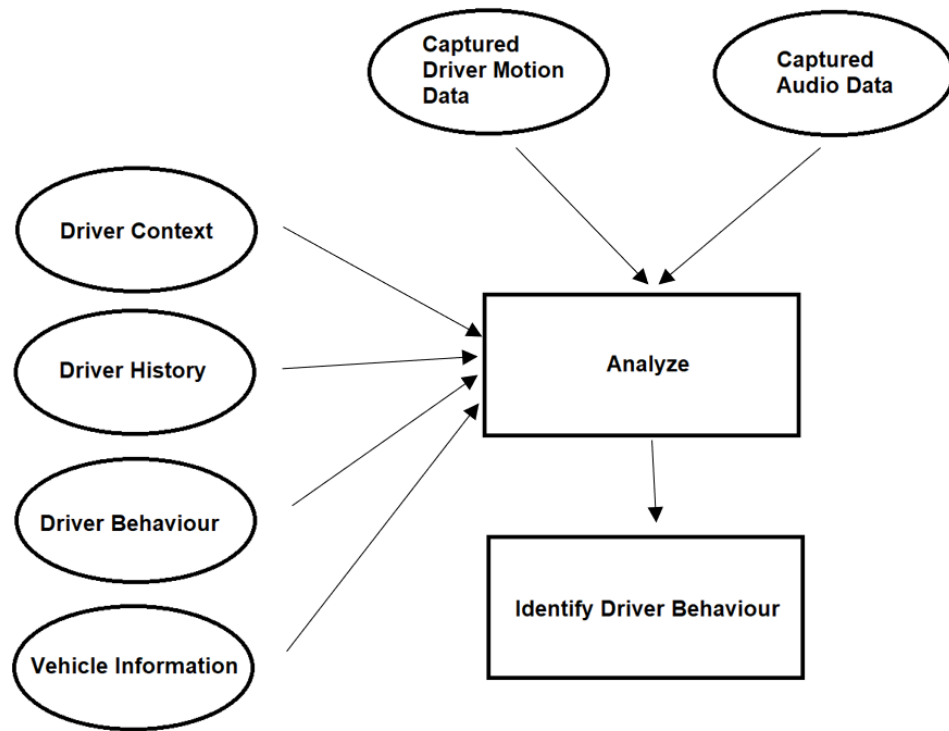 Captured
Driver Motion
Data
Captured
Audio Data
Driver Context
Driver History
Analyze
Driver Behaviour
Identify Driver Behaviour
Vehicle Information